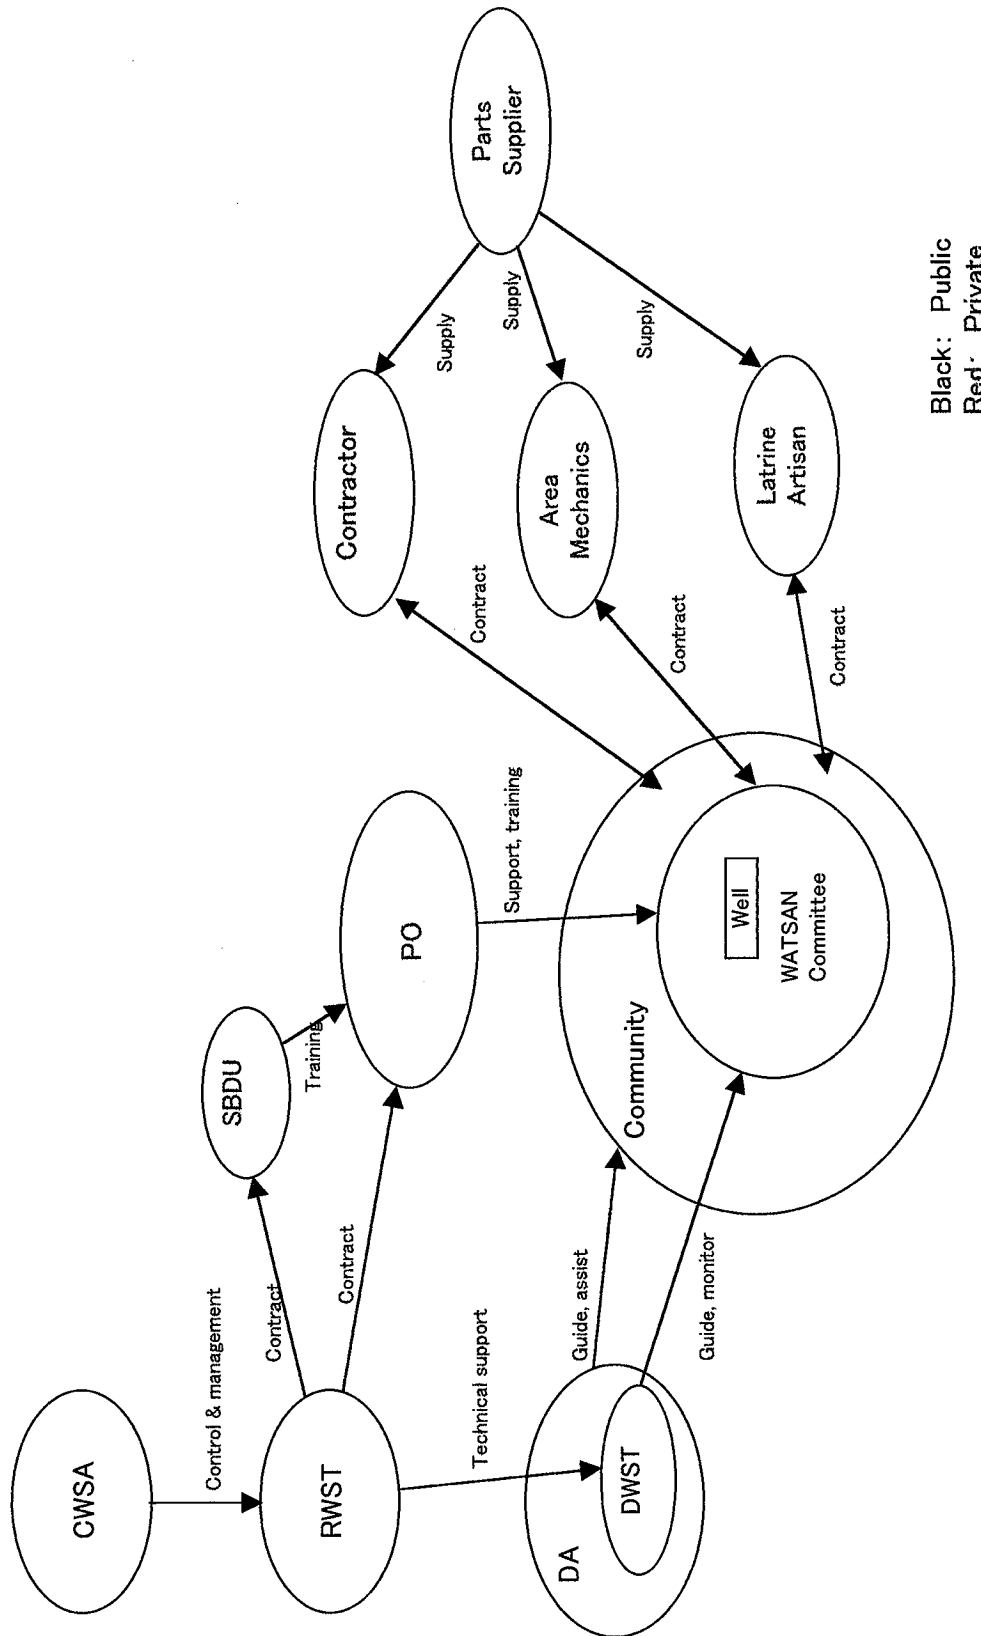 CWSA
Control & management
RWST
Contract
SBDU
Training
Contract
PO
Support, training
Technical support
DA
DWST
Guide, assist
Guide, monitor
Community
Well
WATSAN
Committee
Contract
Contract
Contract
Contractor
Area
Mechanics
Latrine
Artisan
Supply
Supply
Supply
Parts
Supplier
Black: Public
Red: Private